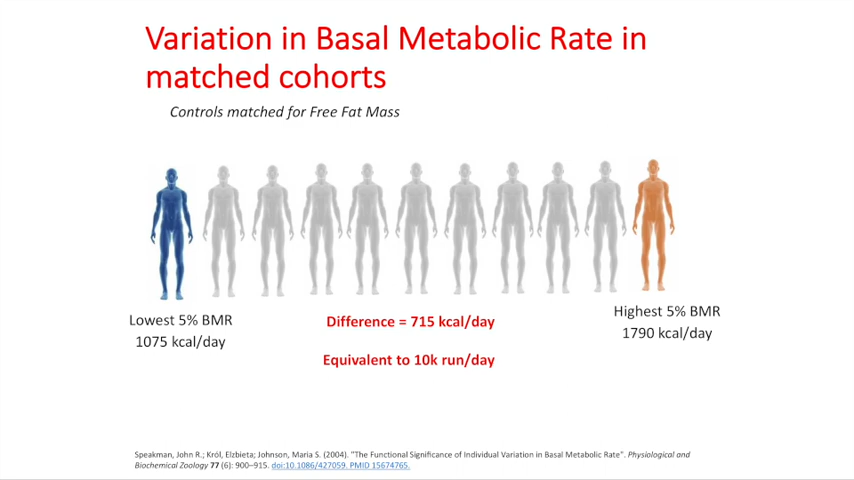 Variation in Basal Metabolic Rate in
matched cohorts
Controls matched for Free Fat Mass
Lowest 5% BMR
1075 kcal/day
Difference = 715 kcal/day
Equivalent to 10k run/day
Highest 5% BMR
1790 kcal/day
Speakman, John R.; Król, Elzbieta; Johnson, Maria S. (2004). "The Functional Significance of Individual Variation in Basal Metabolic Rate". Physiological and
Biochemical Zoology 77 (6): 900–915. doi:10.1086/427059. PMID 15674765.